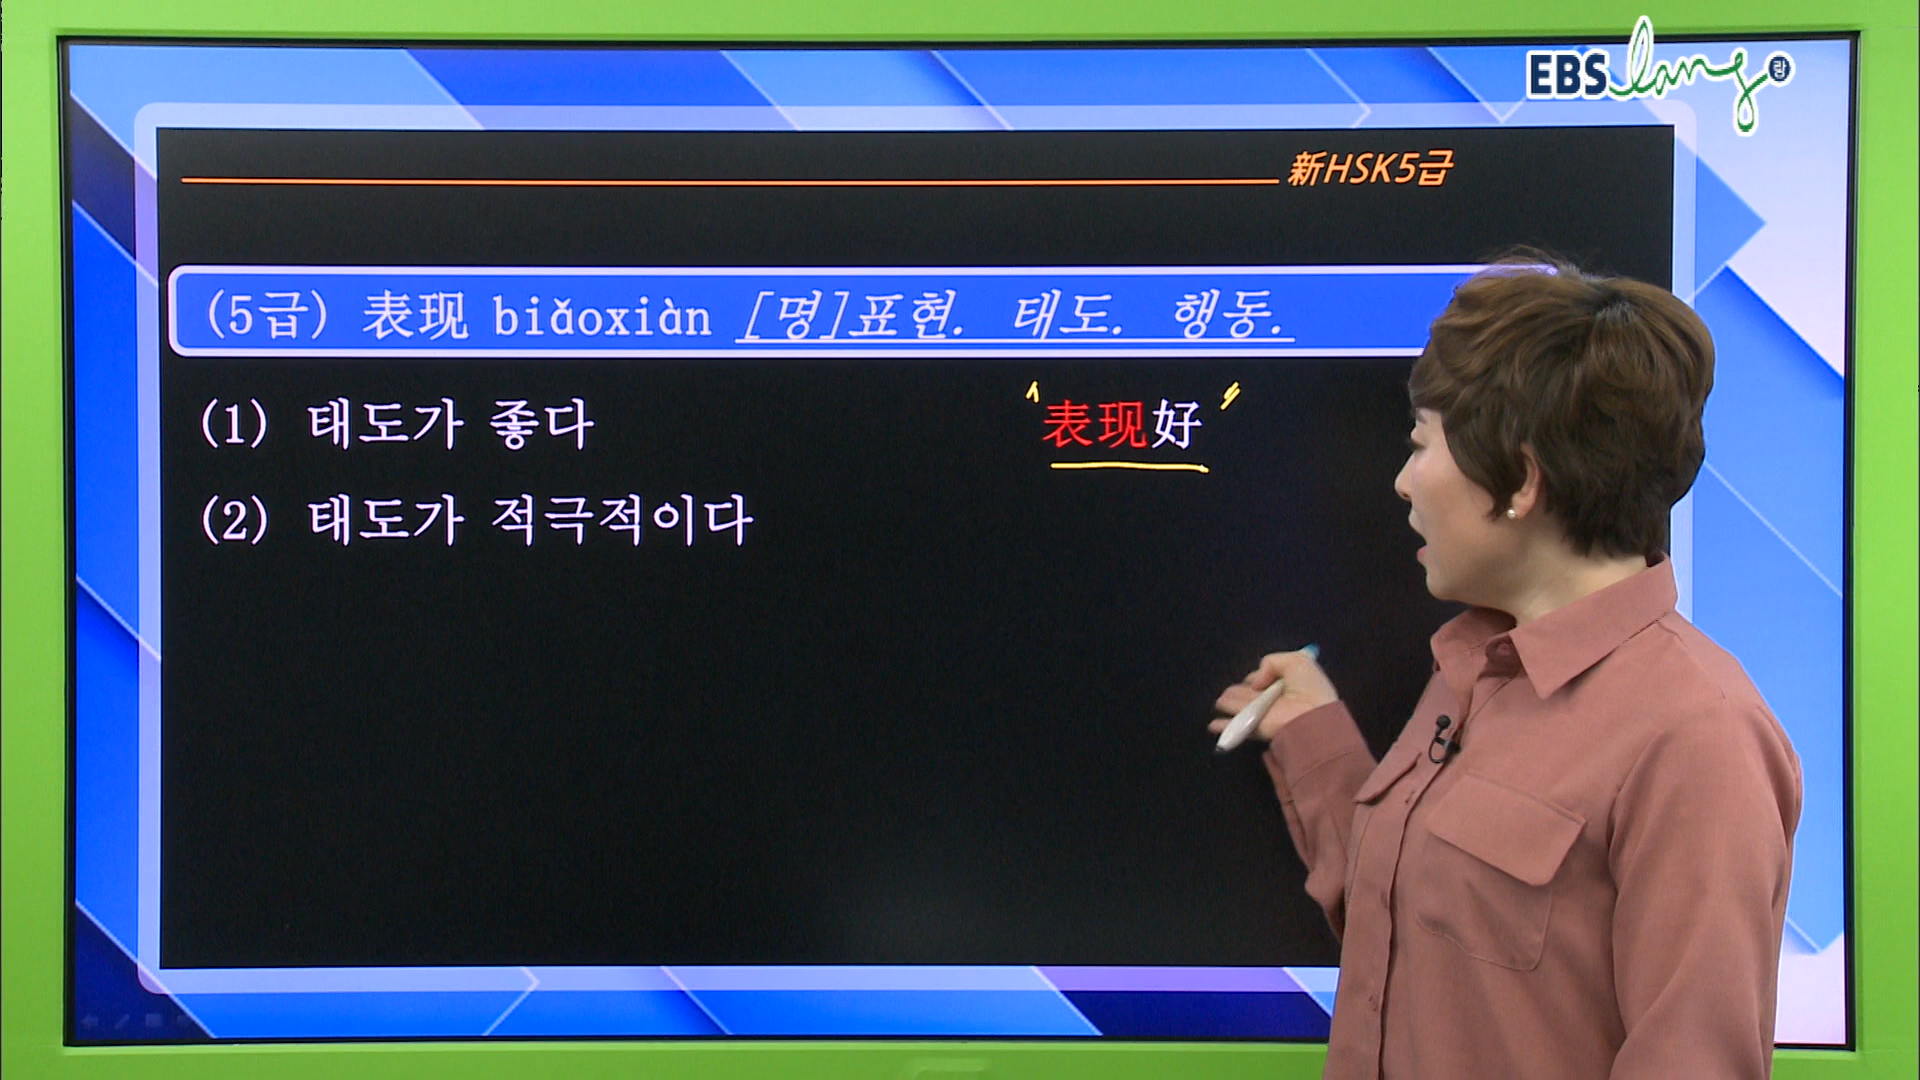 EBS lang 랑
新HSK5급
(5급) 表现 biǎoxiàn [명]표현. 태도. 행동.
(1) 태도가 좋다
表现好
(2) 태도가 적극적이다